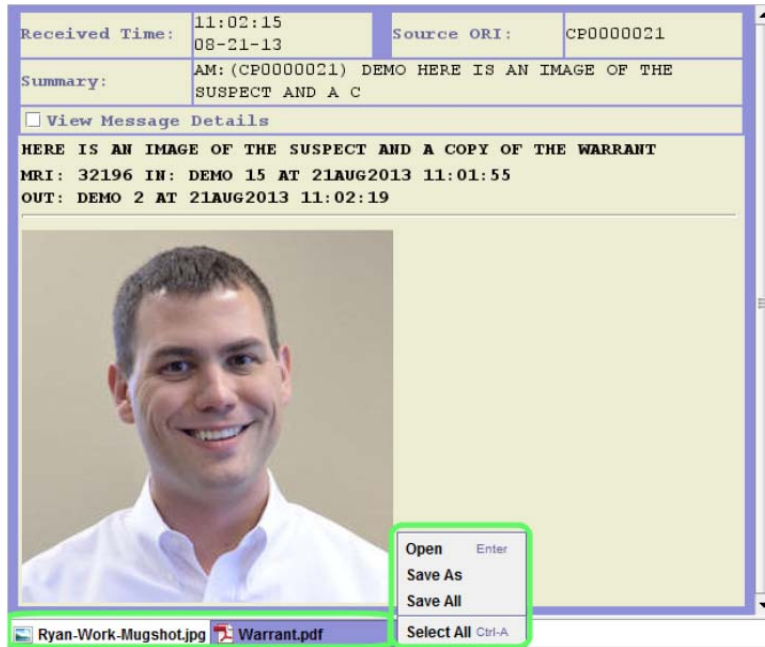 Received Time: 11:02:15 08-21-13 Source ORI: CP0000021
Summary: AM:(CP0000021) DEMO HERE IS AN IMAGE OF THE
SUSPECT AND A C
View Message Details
HERE IS AN IMAGE OF THE SUSPECT AND A COPY OF THE WARRANT
MRI: 32196 IN: DEMO 15 AT 21AUG2013 11:01:55
OUT: DEMO 2 AT 21AUG2013 11:02:19
Open Enter
Save As
Save All
Select All Ctrl-A
Ryan-Work-Mugshot.jpg Warrant.pdf